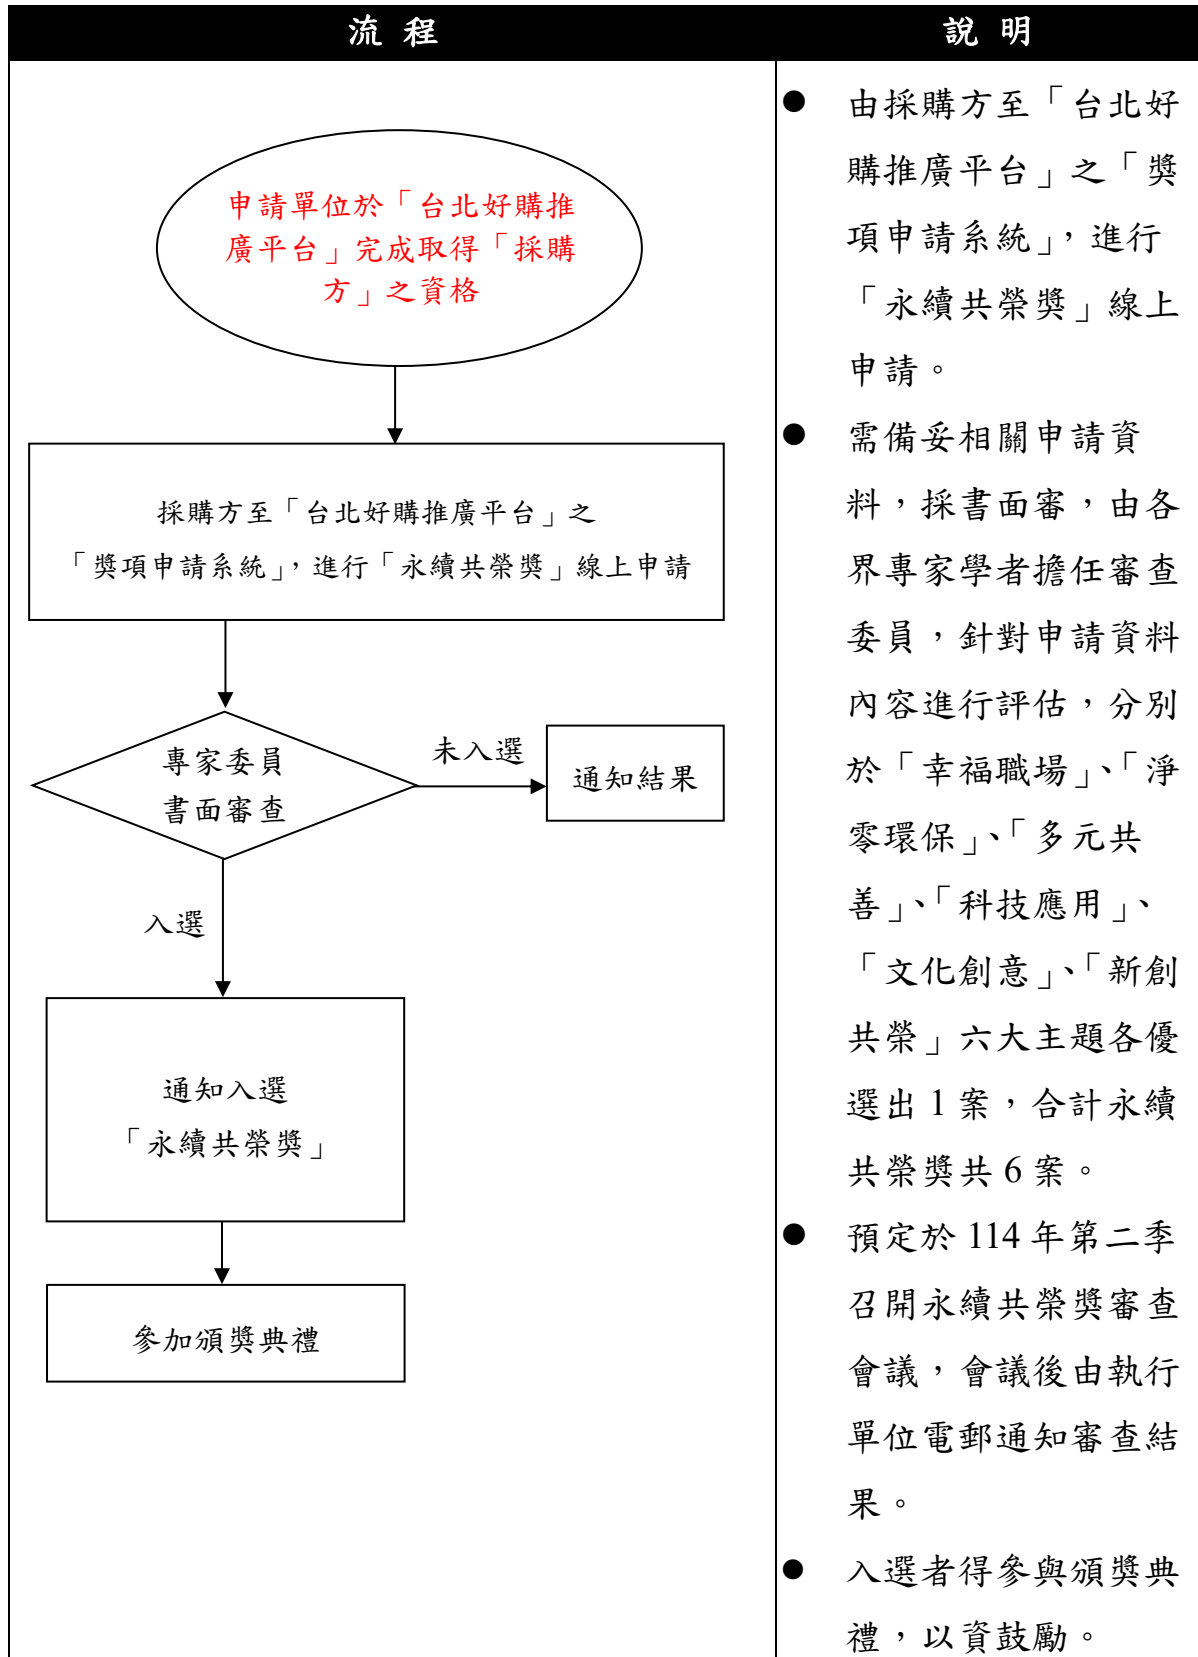 流 程
說 明
申請單位於「台北好購推
廣平台」完成取得「採購
方」之資格
採購方至「台北好購推廣平台」之
「獎項申請系統」，進行「永續共榮獎」線上申請
專家委員
書面審查
未入選
通知結果
入選
通知入選
「永續共榮獎」
參加頒獎典禮
● 由採購方至「台北好
購推廣平台」之「獎
項申請系統」，進行
「永續共榮獎」線上
申請。
● 需備妥相關申請資
料，採書面審，由各
界專家學者擔任審查
委員，針對申請資料
內容進行評估，分別
於「幸福職場」、「淨
零環保」、「多元共
善」、「科技應用」、
「文化創意」、「新創
共榮」六大主題各優
選出 1 案，合計永續
共榮獎共 6 案。
● 預定於 114 年第二季
召開永續共榮獎審查
會議，會議後由執行
單位電郵通知審查結
果。
● 入選者得參與頒獎典
禮，以資鼓勵。